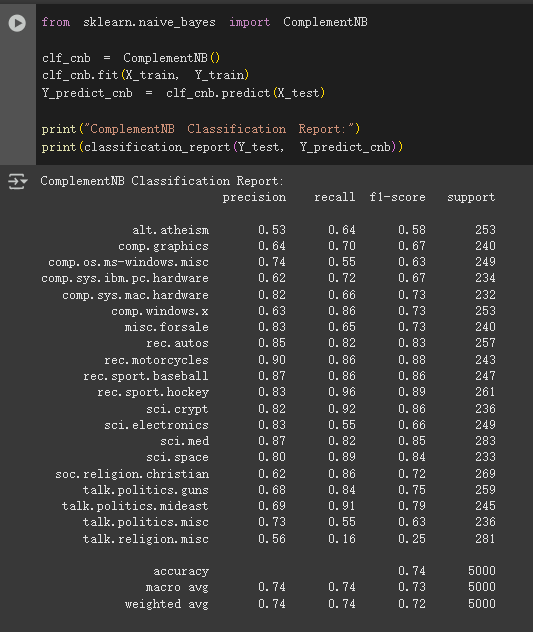 from sklearn.naive_bayes import ComplementNB
clf_cnb = ComplementNB()
clf_cnb.fit(X_train, Y_train)
Y_predict_cnb = clf_cnb.predict(X_test)
print("ComplementNB Classification Report:")
print(classification_report(Y_test, Y_predict_cnb))
ComplementNB Classification Report:
precision recall f1-score support
alt.atheism 0.53 0.64 0.58 253
comp.graphics 0.64 0.70 0.67 240
comp.os.ms-windows.misc 0.74 0.55 0.63 249
comp.sys.ibm.pc.hardware 0.62 0.72 0.67 234
comp.sys.mac.hardware 0.82 0.66 0.73 232
comp.windows.x 0.63 0.86 0.73 253
misc.forsale 0.83 0.65 0.73 240
rec.autos 0.85 0.82 0.83 257
rec.motorcycles 0.90 0.86 0.88 243
rec.sport.baseball 0.87 0.86 0.86 247
rec.sport.hockey 0.83 0.96 0.89 261
sci.crypt 0.82 0.92 0.86 236
sci.electronics 0.83 0.55 0.66 249
sci.med 0.87 0.82 0.85 283
sci.space 0.80 0.89 0.84 233
soc.religion.christian 0.62 0.86 0.72 269
talk.politics.guns 0.68 0.84 0.75 259
talk.politics.mideast 0.69 0.91 0.79 245
talk.politics.misc 0.73 0.55 0.63 236
talk.religion.misc 0.56 0.16 0.25 281
accuracy 0.74 5000
macro avg 0.74 0.74 0.73 5000
weighted avg 0.74 0.74 0.72 5000